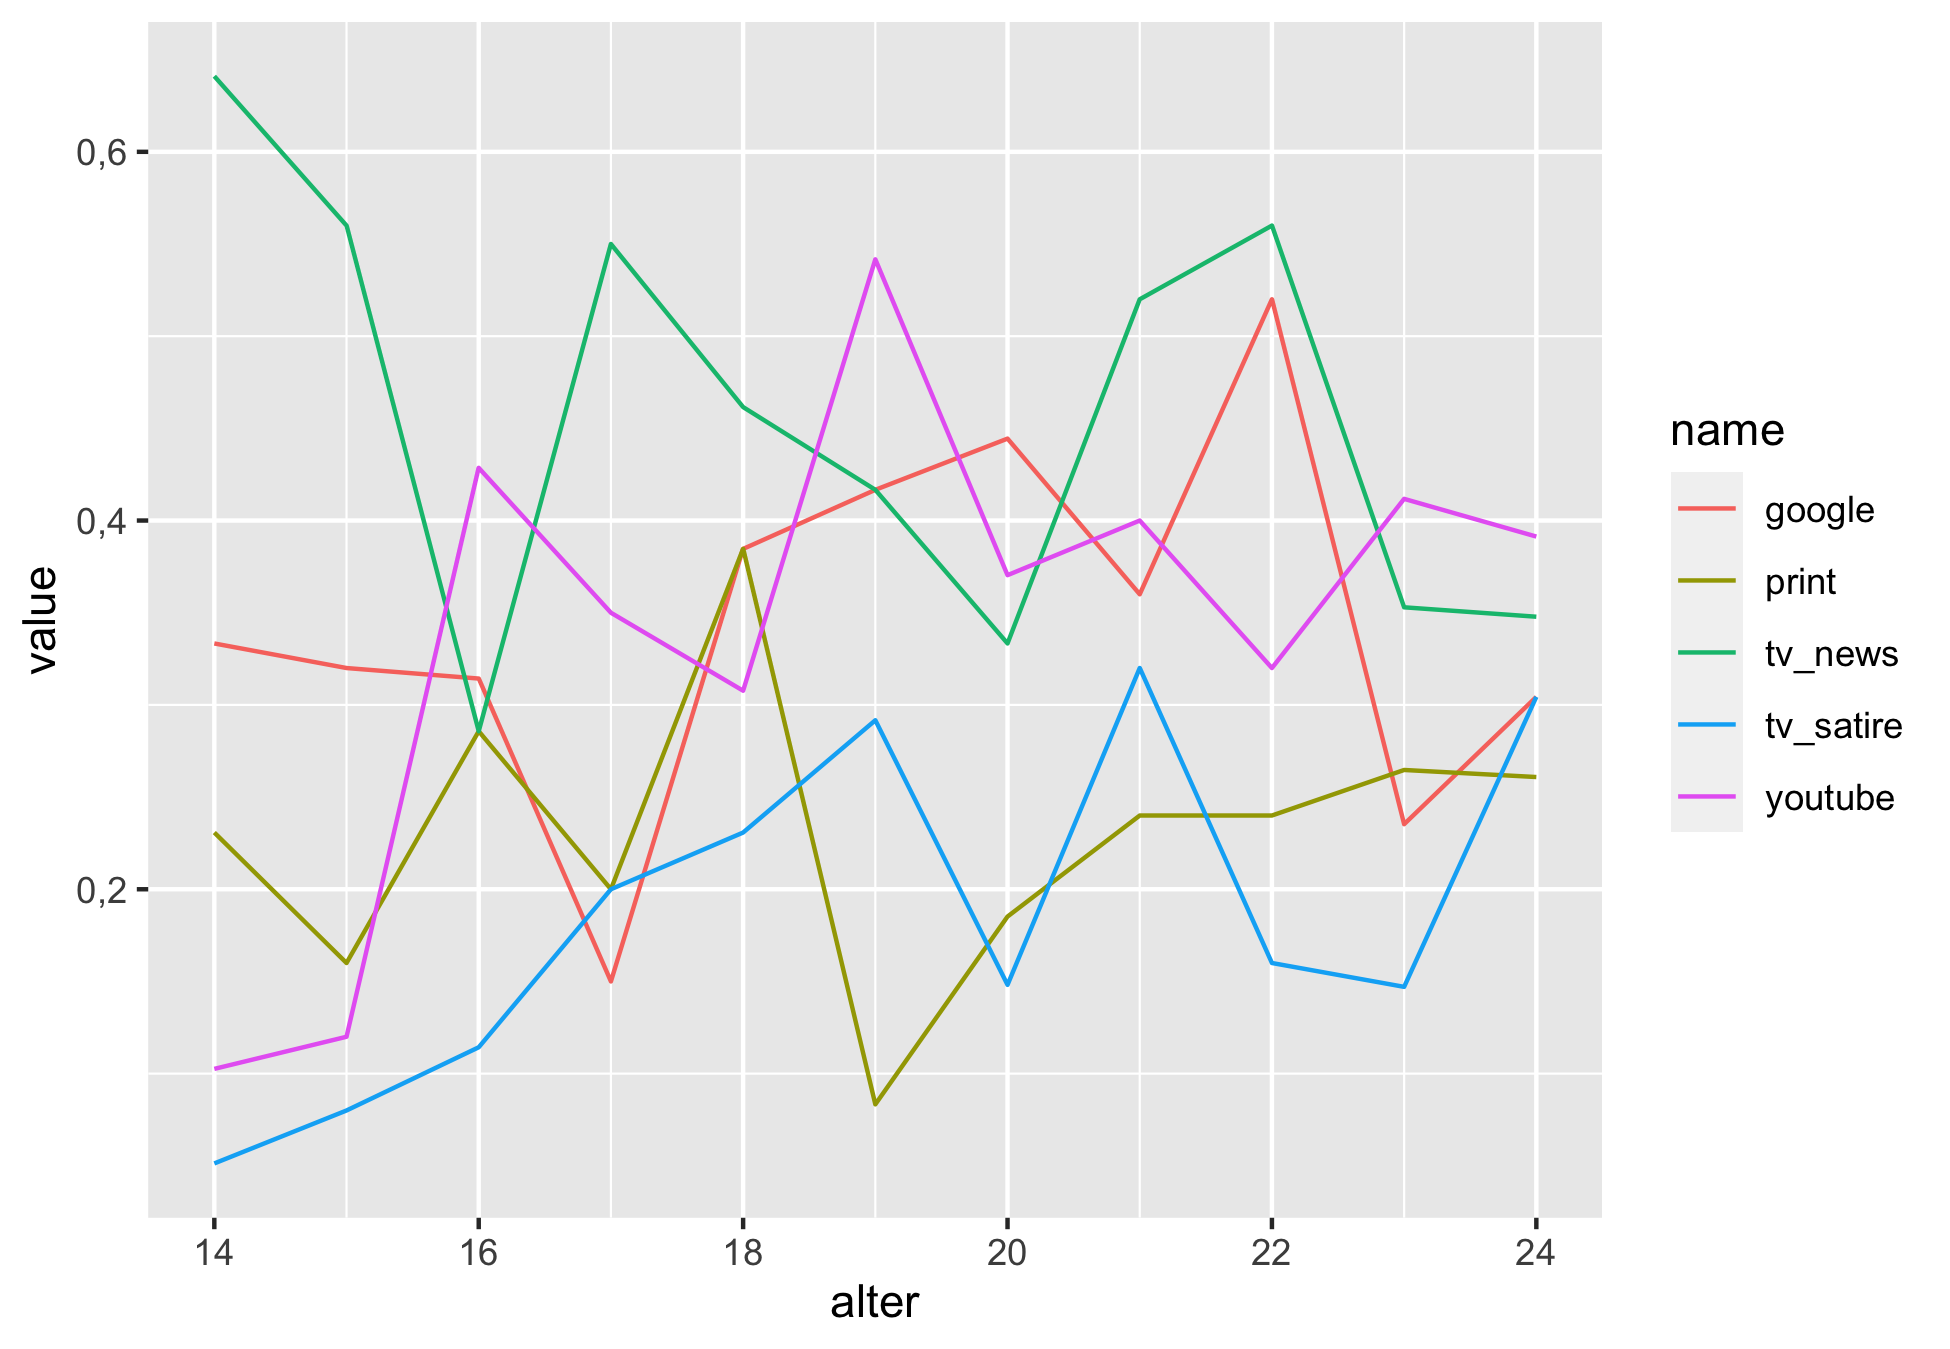 0,6
0,4
0,2
value
14 16 18 20 22 24
alter
name
google
print
tv_news
tv_satire
youtube